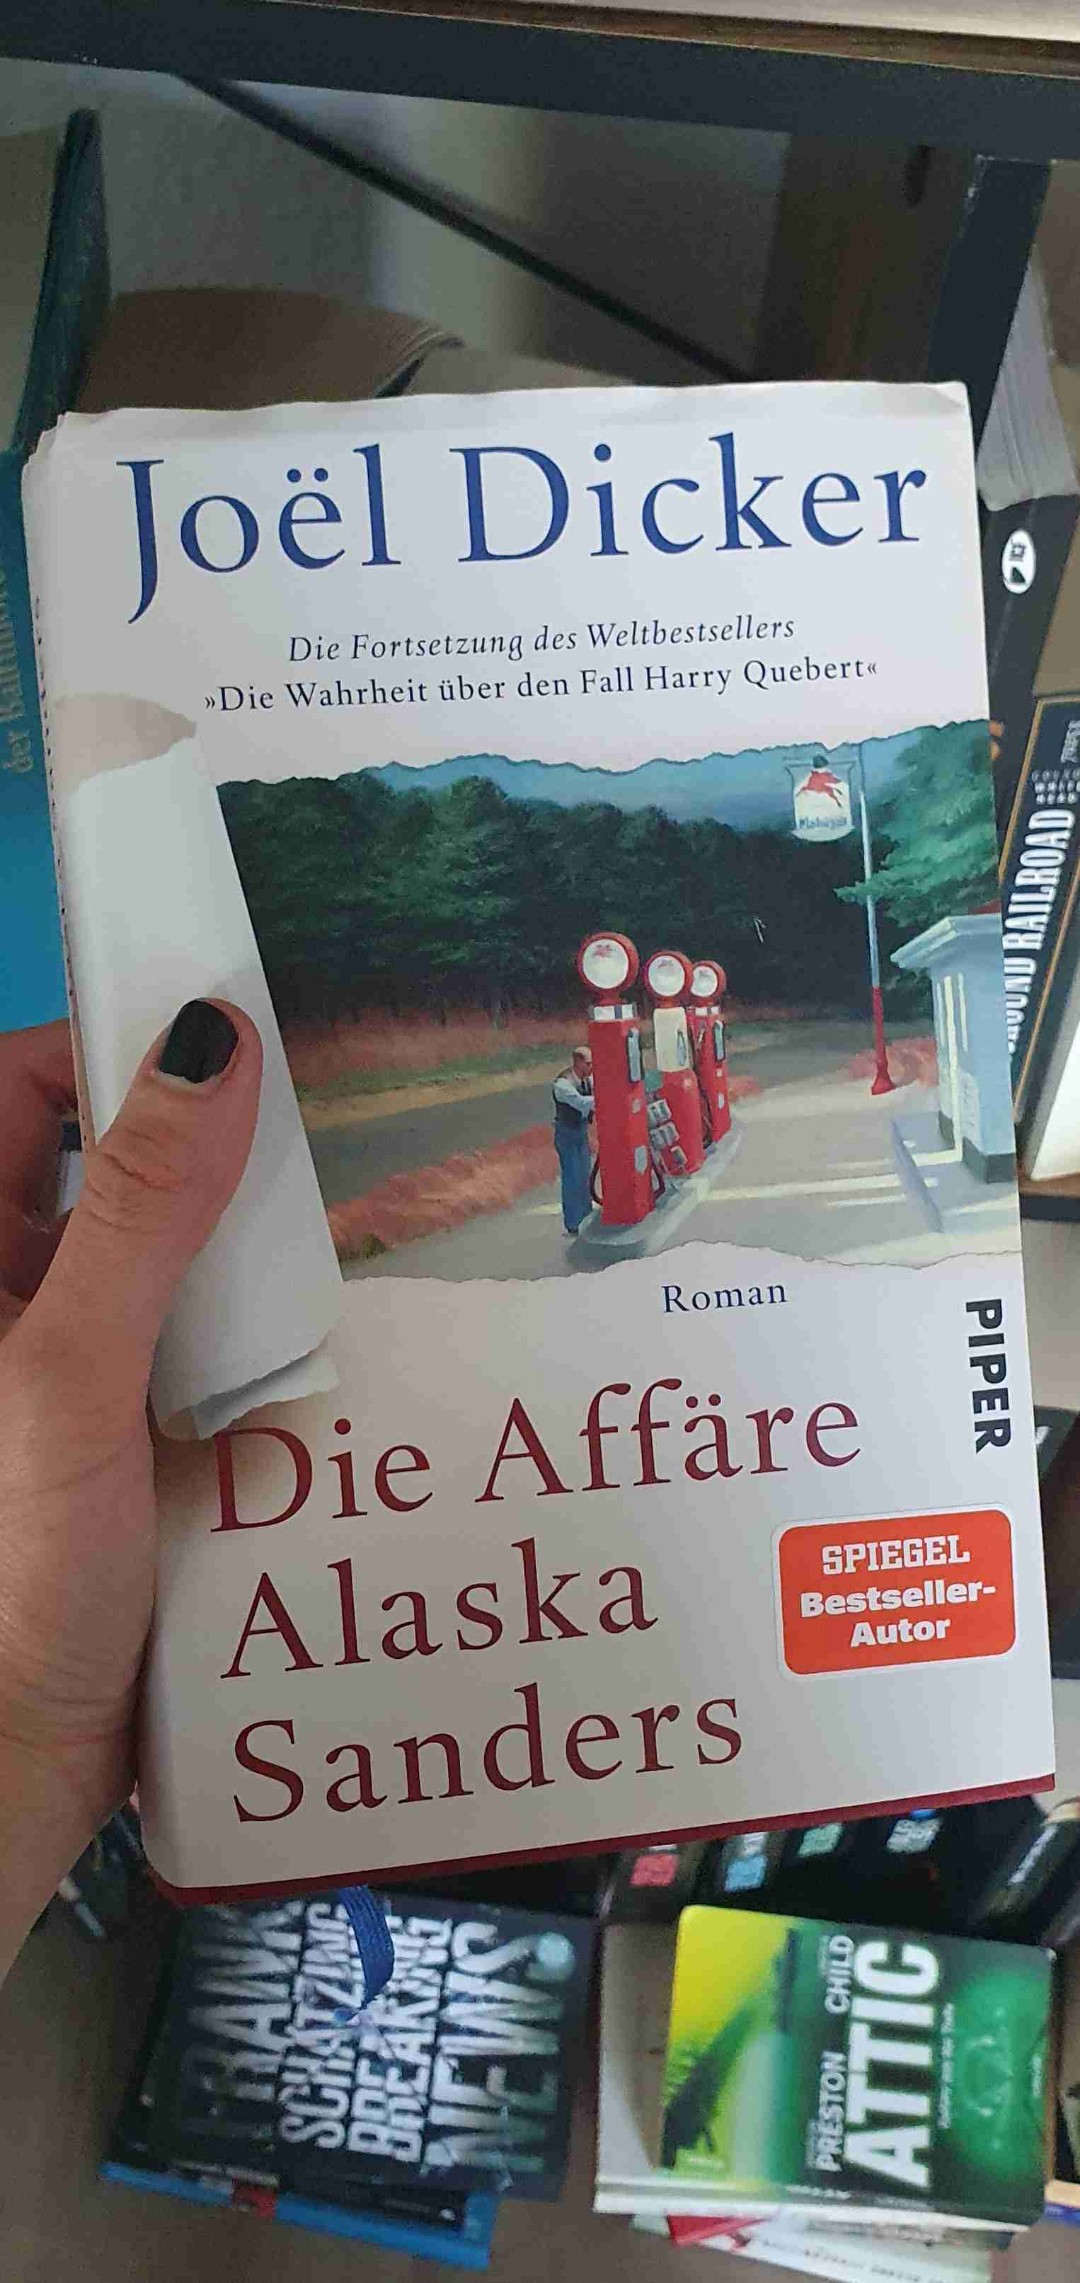 Joël Dicker
Die Fortsetzung des Weltbestsellers
»Die Wahrheit über den Fall Harry Quebert«
Roman
PIPER
Die Affäre
Alaska
Sanders
SPIEGEL
Bestseller-
Autor
RAILROAD
FRANK
SCHÄTZING
BREAKING
NEWS
PRESTON CHILD
ATTIC